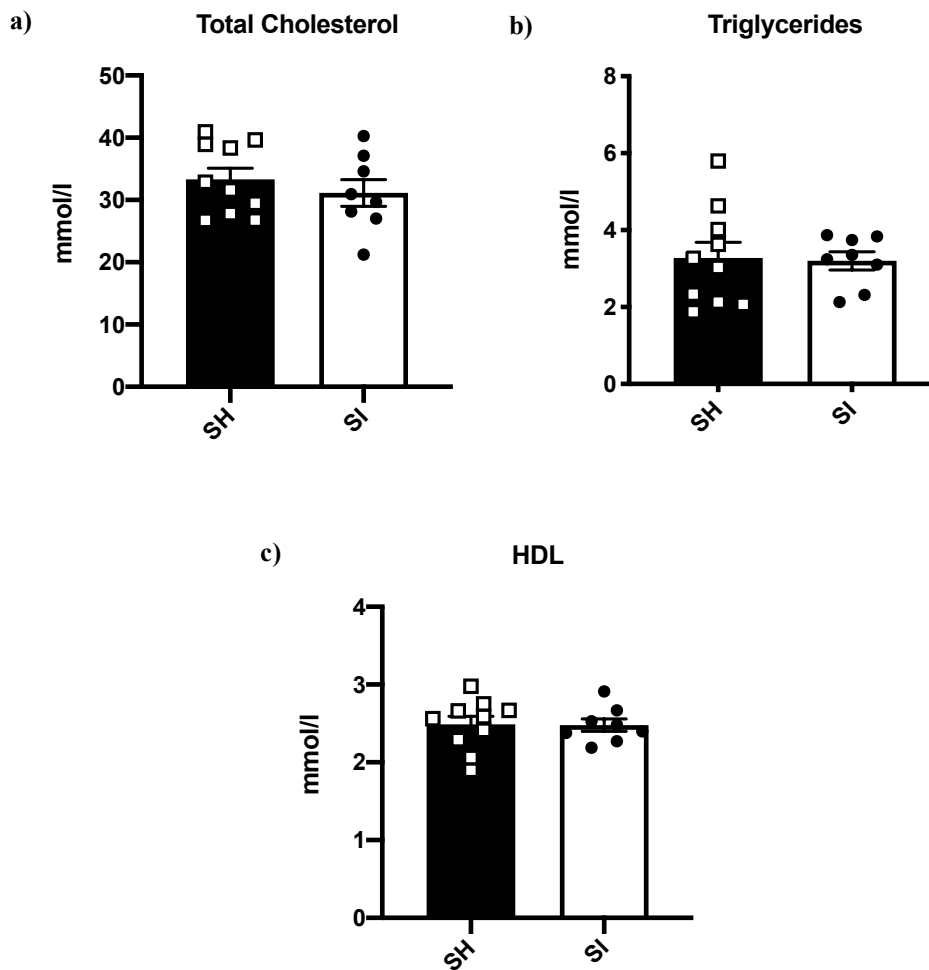 a)
Total Cholesterol
mmol/l
50
40
30
20
10
0
SH
SI
b)
Triglycerides
mmol/l
8
6
4
2
0
SH
SI
c)
HDL
mmol/l
4
3
2
1
0
SH
SI